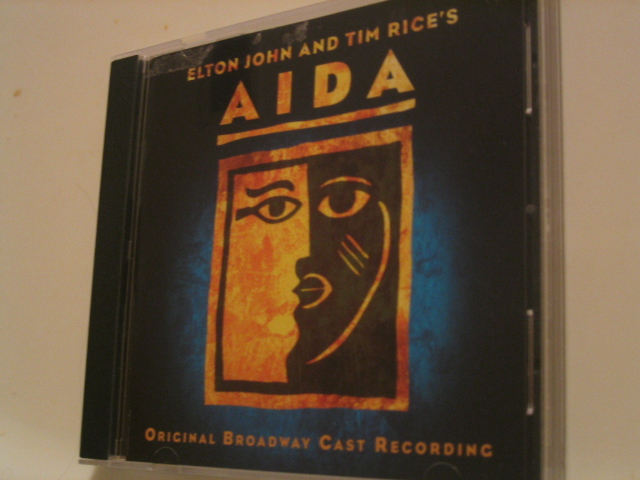 ELTON JOHN AND TIM RICE'S
AIDA
ORIGINAL BROADWAY CAST RECORDING